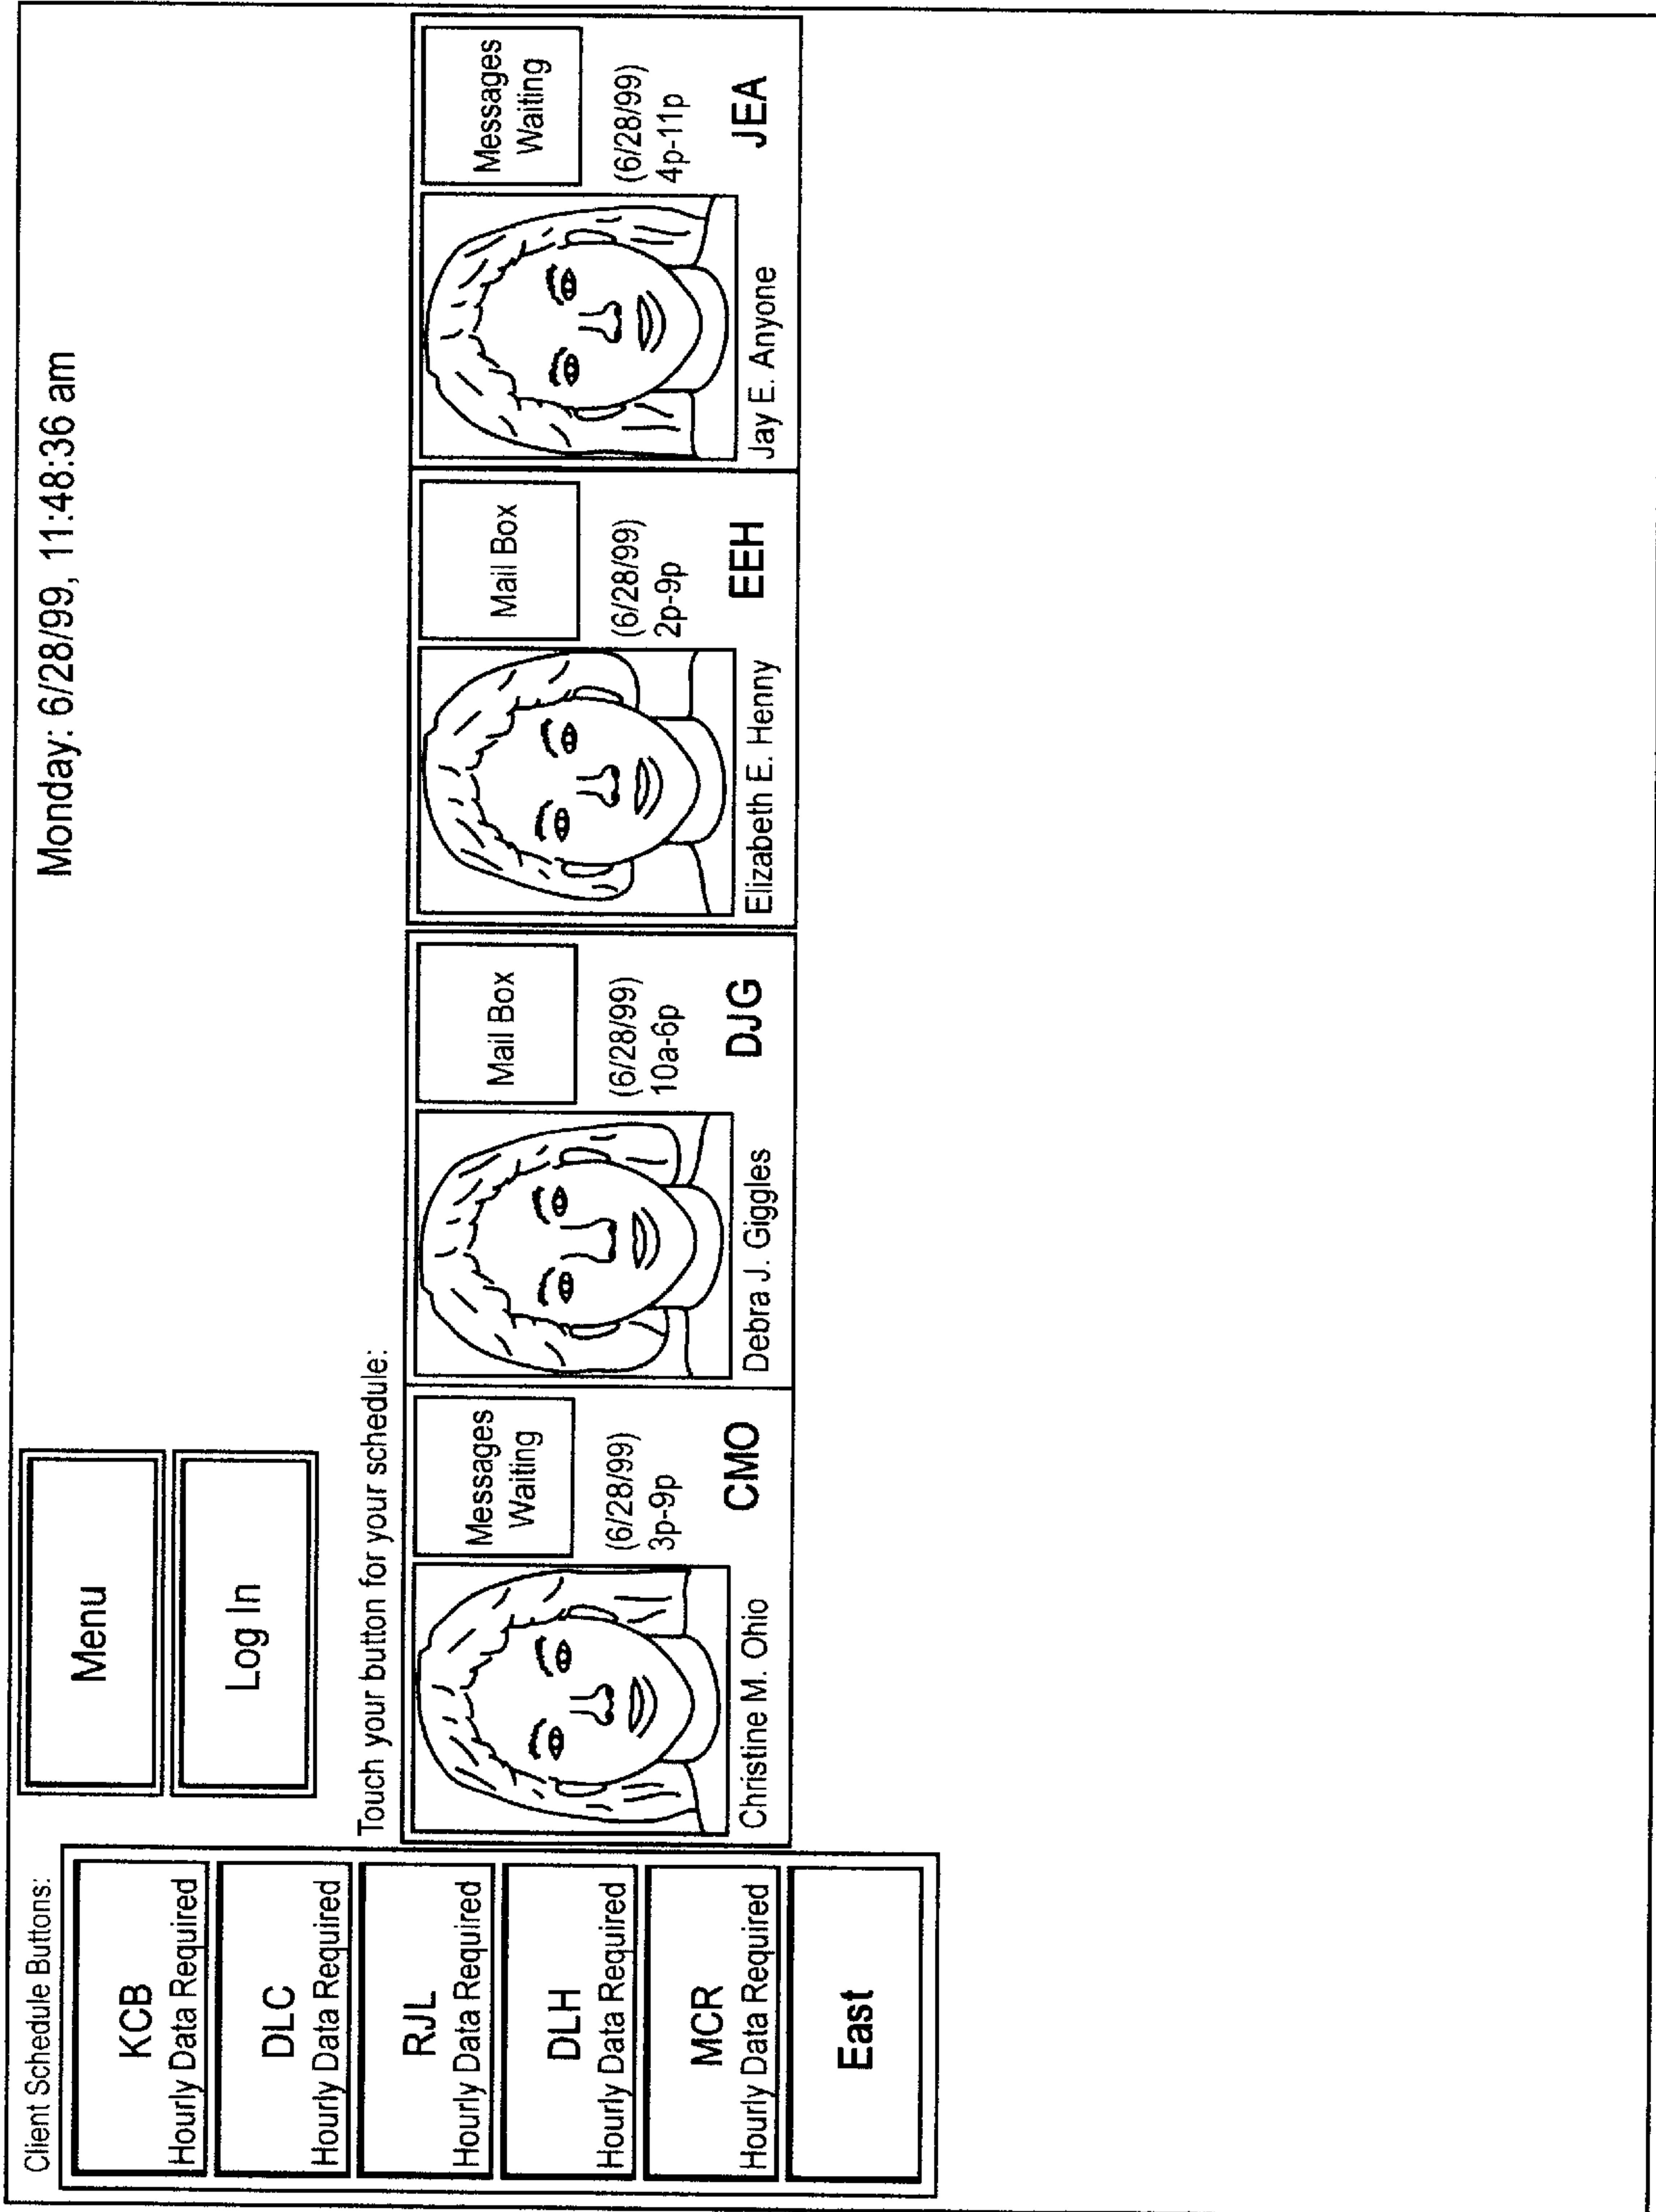 Monday: 6/28/99, 11:48:36 am
Client Schedule Buttons:
KCB
Hourly Data Required
DLC
Hourly Data Required
RJL
Hourly Data Required
DLH
Hourly Data Required
MCR
Hourly Data Required
East
Menu
Log In
Touch your button for your schedule:
Messages
Waiting
(6/28/99)
3p-9p
CMO
Christine M. Ohio
Mail Box
(6/28/99)
10a-6p
DJG
Debra J. Giggles
Mail Box
(6/28/99)
2p-9p
EEH
Elizabeth E. Henny
Messages
Waiting
(6/28/99)
4p-11p
JEA
Jay E. Anyone